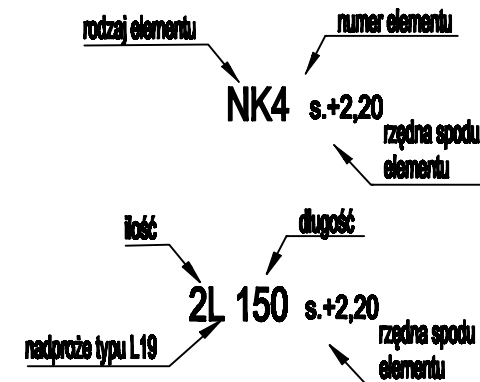 rodzaj elementu
numer elementu
NK4 s.+2,20
rzędna spodu
elementu
ilość
długość
2L 150 s.+2,20
nadproże typu L19
rzędna spodu
elementu